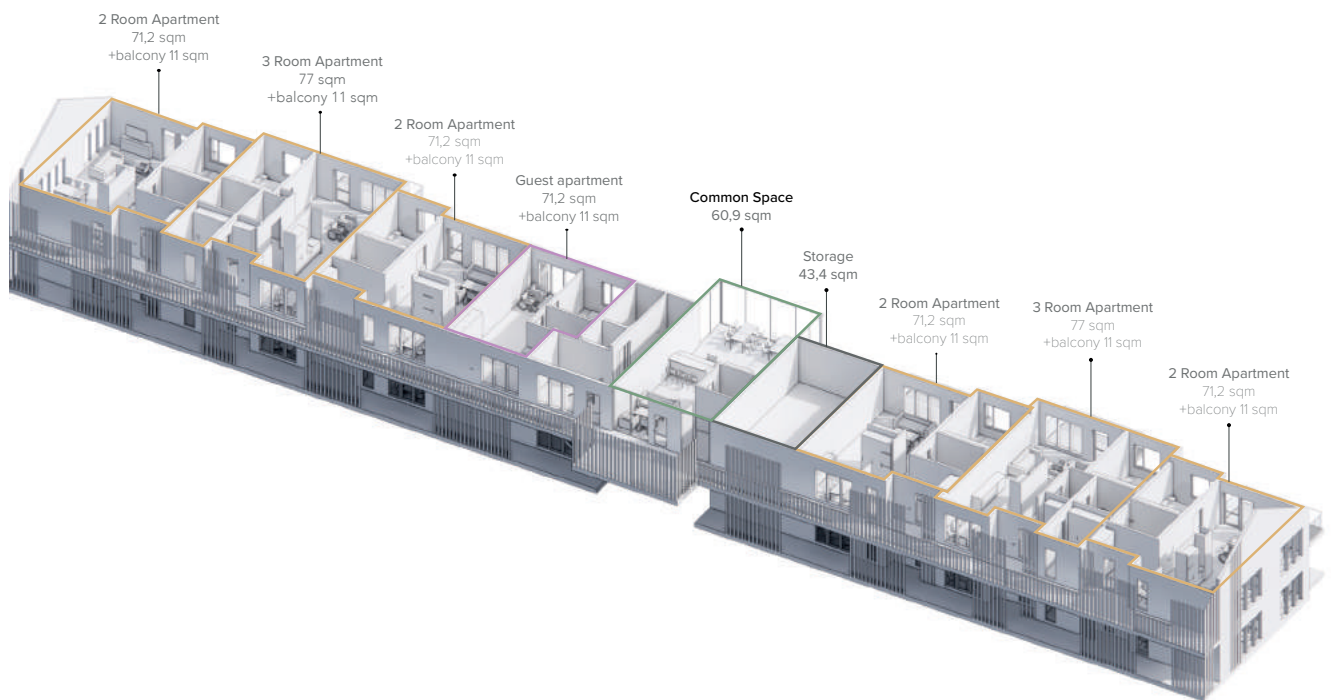 2 Room Apartment
71,2 sqm
+balcony 11 sqm
3 Room Apartment
77 sqm
+balcony 11 sqm
2 Room Apartment
71,2 sqm
+balcony 11 sqm
Guest apartment
71,2 sqm
+balcony 11 sqm
Common Space
60,9 sqm
Storage
43,4 sqm
2 Room Apartment
71,2 sqm
+balcony 11 sqm
3 Room Apartment
77 sqm
+balcony 11 sqm
2 Room Apartment
71,2 sqm
+balcony 11 sqm